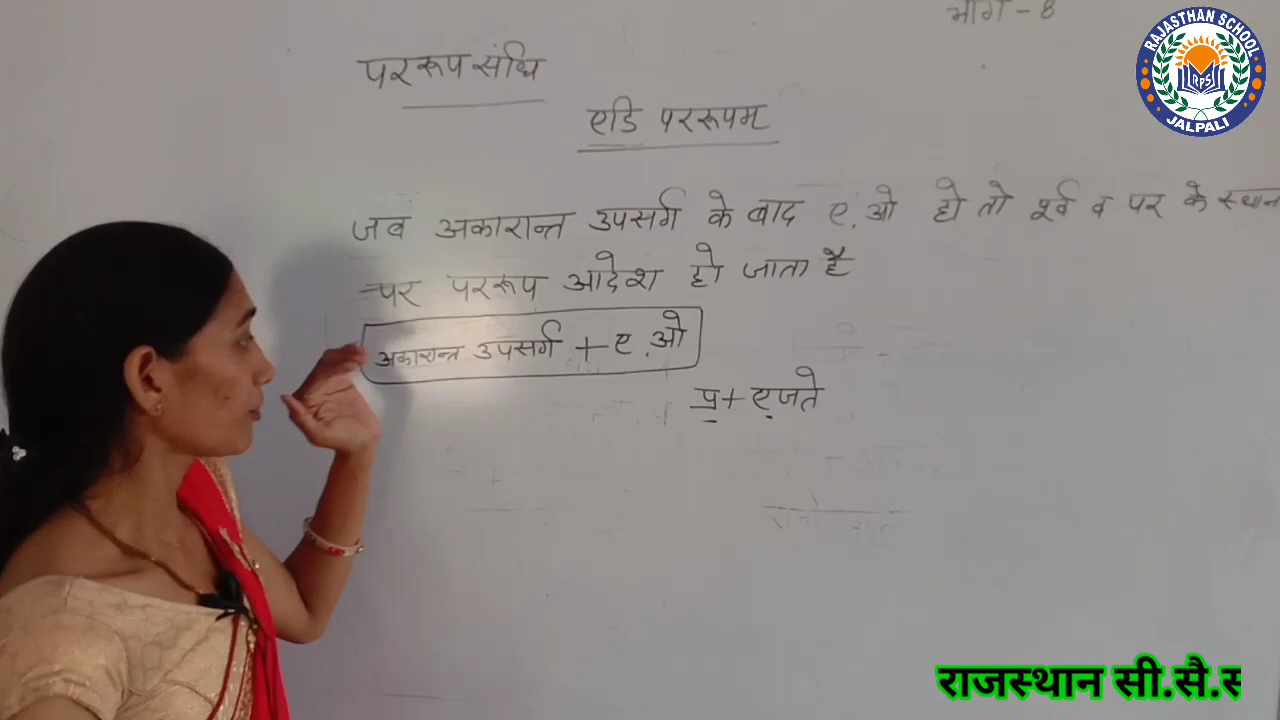 भाग - 8
RAJASTHAN SCHOOL
RPS
JALPALI
पररूप संधि
एडि पररूपम
जब अकारान्त उपसर्ग के बाद ए, ओ हो तो पूर्व व पर के स्थान
पर पररूप आदेश हो जाता है
अकारान्त उपसर्ग + ए, ओ
प्र + एजते
राजस्थान सी.सै.स